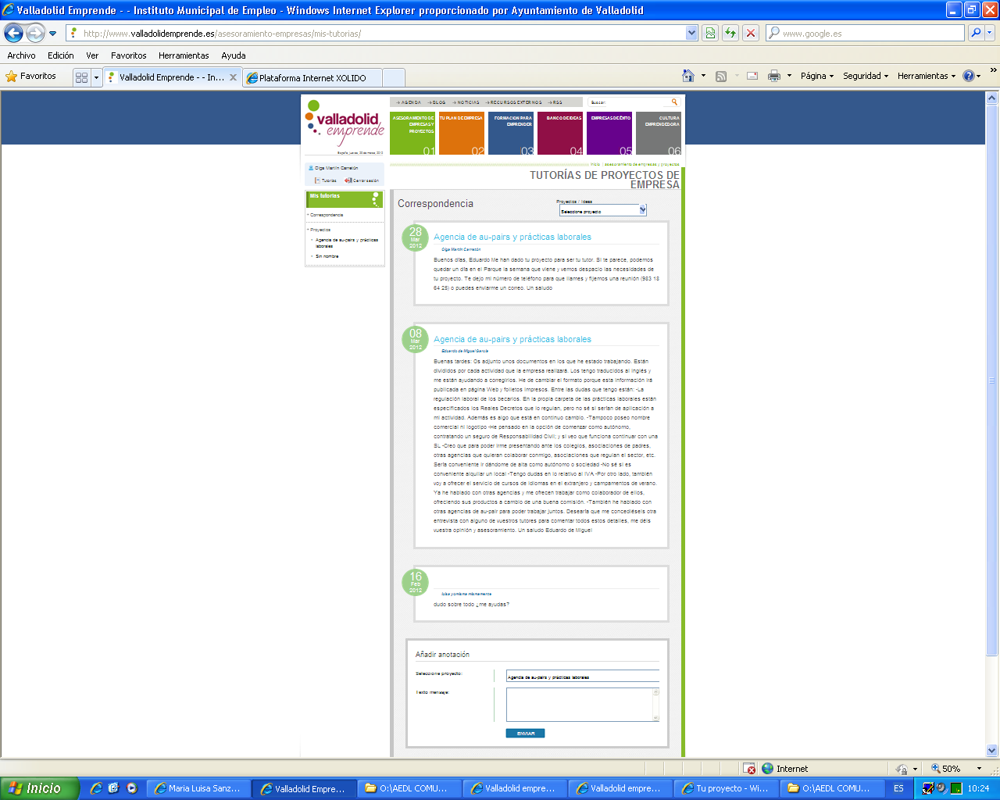 Valladolid Emprende - - Instituto Municipal de Empleo - Windows Internet Explorer proporcionado por Ayuntamiento de Valladolid
http://www.valladolidemprende.es/asesoramiento-empresas/mis-tutorias/
www.google.es
Archivo Edición Ver Favoritos Herramientas Ayuda
Favoritos
Valladolid Emprende - - In...
Plataforma Internet XOLIDO
Página Seguridad Herramientas
valladolid
emprende
España, jueves, 29 de marzo, 2012
AGENDA BLOG NOTICIAS RECURSOS EXTERNOS RSS
Buscar:
ASESORAMIENTO DE EMPRESAS Y PROYECTOS 01
TU PLAN DE EMPRESA 02
FORMACION PARA EMPRENDER 03
BANCO DE IDEAS 04
EMPRESAS DE ÉXITO 05
CULTURA EMPRENDEDORA 06
Inicio | asesoramiento de empresas y proyectos
Olga Martín Carretón
Tutorías Cerrar sesión
Mis tutorías
Correspondencia
Proyectos
Agencia de au-pairs y prácticas
laborales
Sin nombre
TUTORÍAS DE PROYECTOS DE
EMPRESA
Correspondencia
Proyectos / Ideas
Seleccione proyecto
28
Mar
2012
Agencia de au-pairs y prácticas laborales
Olga Martín Carretón
Buenos días, Eduardo Me han dado tu proyecto para ser tu tutor. Si te parece, podemos
quedar un día en el Parque la semana que viene y vemos despacio las necesidades de
tu proyecto. Te dejo mi número de teléfono para que llames y fijemos una reunión (983 18
64 25) o puedes enviarme un correo. Un saludo
08
Mar
2012
Agencia de au-pairs y prácticas laborales
Eduardo de Miguel García
Buenas tardes: Os adjunto unos documentos en los que he estado trabajando. Están
divididos por cada actividad que la empresa realizará. Los tengo traducidos al inglés y
me están ayudando a corregirlos. He de cambiar el formato porque esta información irá
publicada en página Web y folletos impresos. Entre las dudas que tengo están: -La
regulación laboral de los becarios. En la propia carpeta de las prácticas laborales están
especificados los Reales Decretos que lo regulan, pero no sé si serían de aplicación a
mi actividad. Además es algo que está en continuo cambio. -Tampoco poseo nombre
comercial ni logotipo -He pensado en la opción de comenzar como autónomo,
contratando un seguro de Responsabilidad Civil; y si veo que funciona continuar con una
SL -Creo que para poder irme presentando ante los colegios, asociaciones de padres,
otras agencias que quieran colaborar conmigo, asociaciones que regulan el sector, etc.
Sería conveniente ir dándome de alta como autónomo o sociedad -No sé si es
conveniente alquilar un local -Tengo dudas en lo relativo al IVA -Por otro lado, también
voy a ofrecer el servicio de cursos de idiomas en el extranjero y campamentos de verano.
Ya he hablado con otras agencias y me ofrecen trabajar como colaborador de ellos,
ofreciendo sus productos a cambio de una buena comisión. -También he hablado con
otras agencias de au-pair para poder trabajar juntos. Desearía que me concediéseis otra
entrevista con alguno de vuestros tutores para comentar todos estos detalles, me déis
vuestra opinión y asesoramiento. Un saludo Eduardo de Miguel
16
Feb
2012
yomisma mismamente
dudo sobre todo ¿me ayudas?
Añadir anotación
Seleccione proyecto:
Agencia de au-pairs y prácticas laborales
Texto mensaje:
ENVIAR
Internet
50%
Inicio
Maria Luisa Sanz...
Valladolid Empre...
O:\AEDL COMU...
Valladolid empre...
Valladolid empre...
Tu proyecto - Wi...
O:\AEDL COMU...
ES
10:24